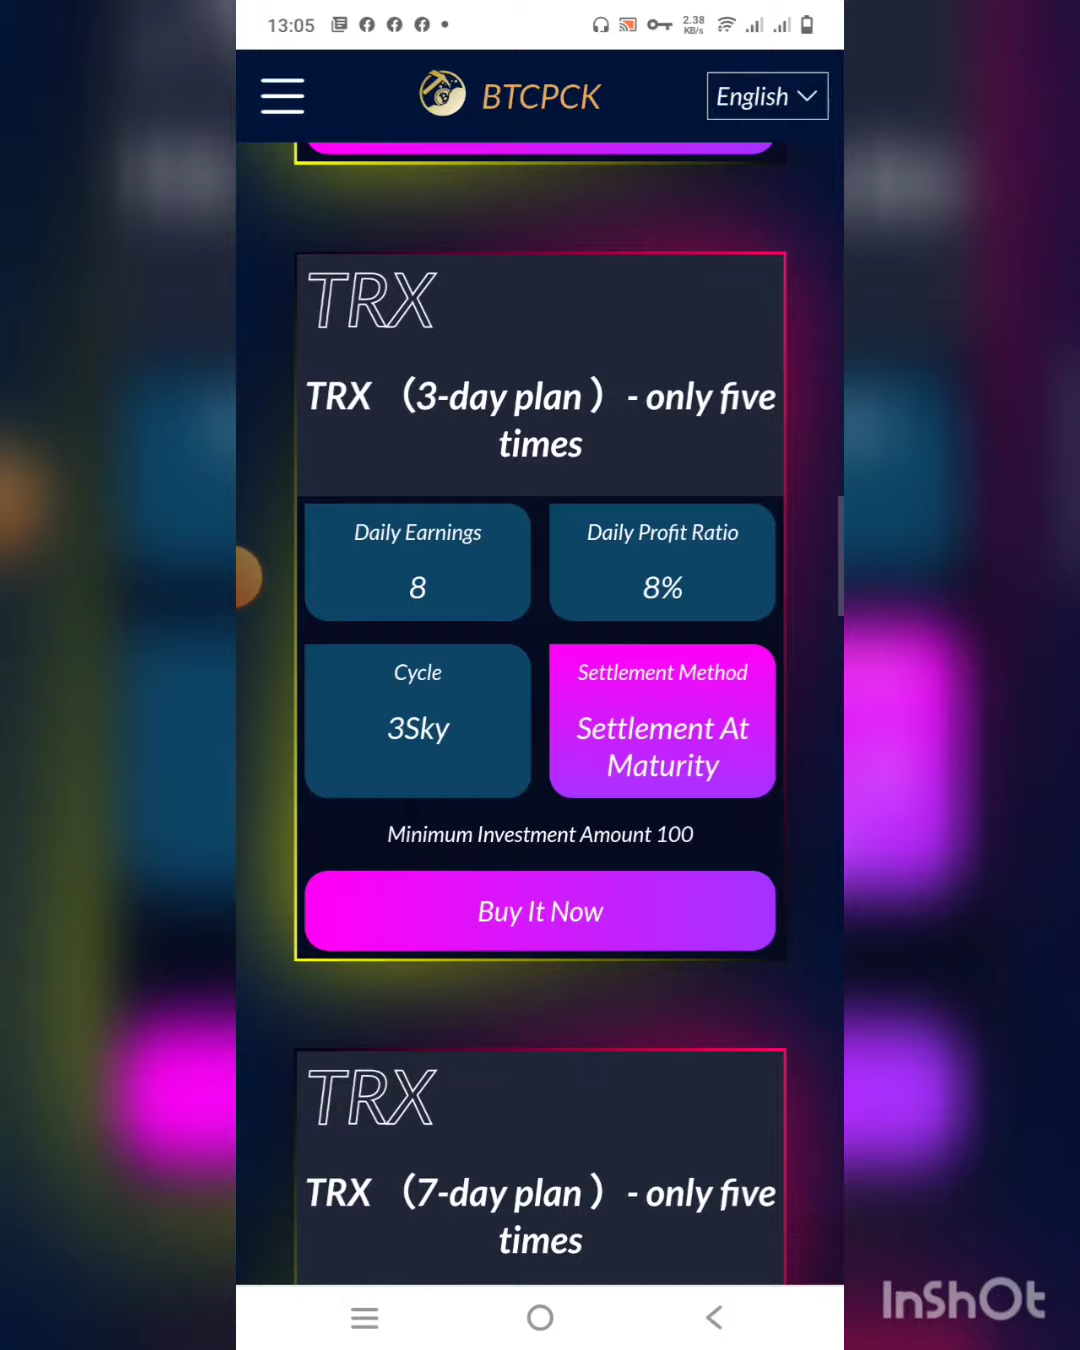 13:05 2.38 KB/s
BTCPCK English
TRX
TRX （3-day plan ） - only five
times
Daily Earnings Daily Profit Ratio
8 8%
Cycle Settlement Method
3Sky Settlement At
Maturity
Minimum Investment Amount 100
Buy It Now
TRX
TRX （7-day plan ） - only five
times
InShOt